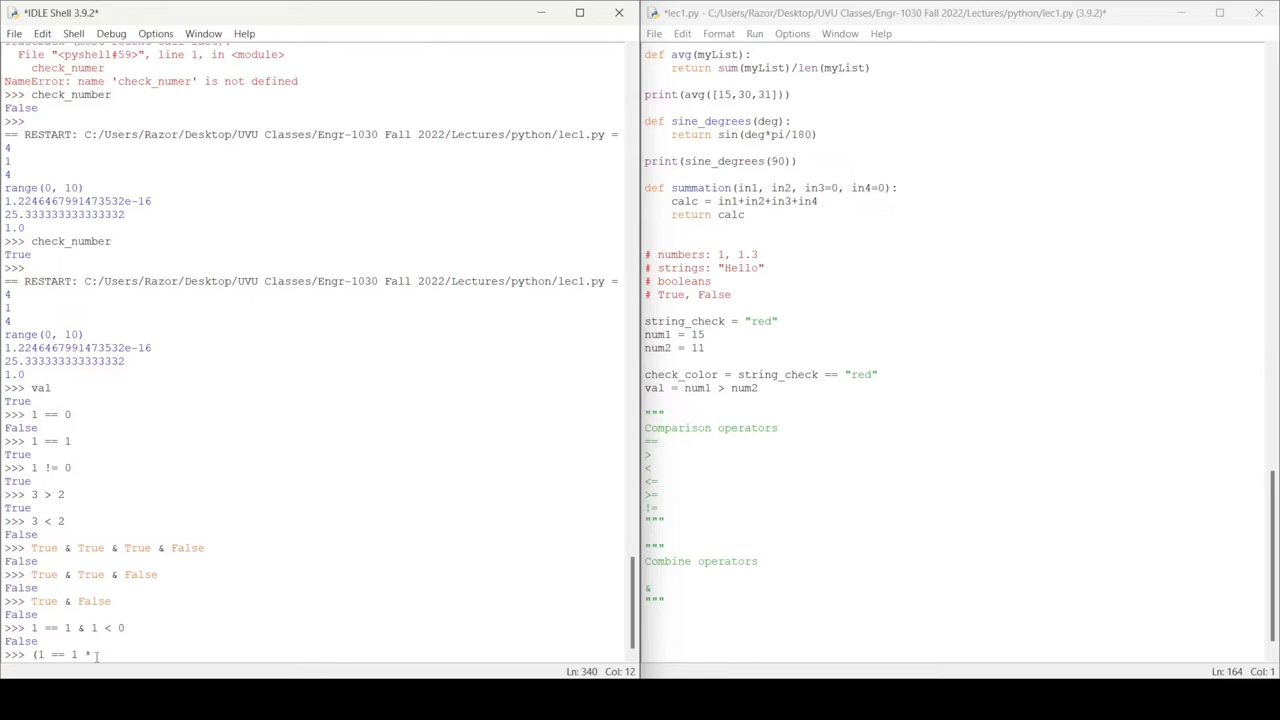 *IDLE Shell 3.9.2*
File Edit Shell Debug Options Window Help
File "<pyshell#59>", line 1, in <module>
check_numer
NameError: name 'check_numer' is not defined
>>> check_number
False
>>>
== RESTART: C:/Users/Razor/Desktop/UVU Classes/Engr-1030 Fall 2022/Lectures/python/lec1.py =
4
1
4
range(0, 10)
1.2246467991473532e-16
25.333333333333332
1.0
>>> check_number
True
>>>
== RESTART: C:/Users/Razor/Desktop/UVU Classes/Engr-1030 Fall 2022/Lectures/python/lec1.py =
4
1
4
range(0, 10)
1.2246467991473532e-16
25.333333333333332
1.0
>>> val
True
>>> 1 == 0
False
>>> 1 == 1
True
>>> 1 != 0
True
>>> 3 > 2
True
>>> 3 < 2
False
>>> True & True & True & False
False
>>> True & True & False
False
>>> True & False
False
>>> 1 == 1 & 1 < 0
False
>>> (1 == 1 *
Ln: 340 Col: 12
*lec1.py - C:/Users/Razor/Desktop/UVU Classes/Engr-1030 Fall 2022/Lectures/python/lec1.py (3.9.2)*
File Edit Format Run Options Window Help
def avg(myList):
return sum(myList)/len(myList)
print(avg([15,30,31]))
def sine_degrees(deg):
return sin(deg*pi/180)
print(sine_degrees(90))
def summation(in1, in2, in3=0, in4=0):
calc = in1+in2+in3+in4
return calc
# numbers: 1, 1.3
# strings: "Hello"
# booleans
# True, False
string_check = "red"
num1 = 15
num2 = 11
check_color = string_check == "red"
val = num1 > num2
"""
Comparison operators
==
>
<
<=
>=
!=
"""
"""
Combine operators
&
"""
Ln: 164 Col: 1